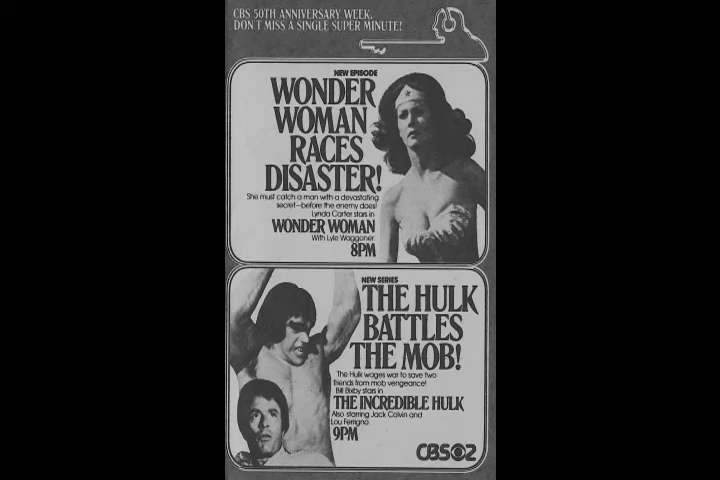 CBS 50TH ANNIVERSARY WEEK.
DON'T MISS A SINGLE SUPER MINUTE!
NEW EPISODE
WONDER
WOMAN
RACES
DISASTER!
She must catch a man with a devastating
secret—before the enemy does!
Lynda Carter stars in
WONDER WOMAN
With Lyle Waggoner.
8PM
NEW SERIES
THE HULK
BATTLES
THE MOB!
The Hulk wages war to save two
friends from mob vengeance!
Bill Bixby stars in
THE INCREDIBLE HULK
Also starring Jack Colvin and
Lou Ferrigno.
9PM
CBS 2